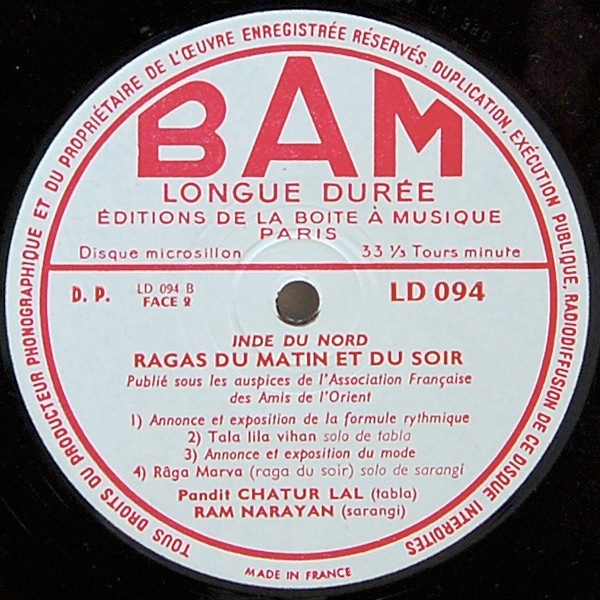 TOUS DROITS DU PRODUCTEUR PHONOGRAPHIQUE ET DU PROPRIÉTAIRE DE L'ŒUVRE ENREGISTRÉE RÉSERVÉS. DUPLICATION, EXÉCUTION PUBLIQUE, RADIODIFFUSION DE CE DISQUE INTERDITES
BAM
LONGUE DURÉE
ÉDITIONS DE LA BOITE À MUSIQUE
PARIS
Disque microsillon 33 ⅓ Tours minute
D. P. LD 094 B LD 094
FACE 2
INDE DU NORD
RAGAS DU MATIN ET DU SOIR
Publié sous les auspices de l'Association Française
des Amis de l'Orient
1) Annonce et exposition de la formule rythmique
2) Tala lila vihan solo de tabla
3) Annonce et exposition du mode
4) Râga Marva (raga du soir) solo de sarangi
Pandit CHATUR LAL (tabla)
RAM NARAYAN (sarangi)
MADE IN FRANCE